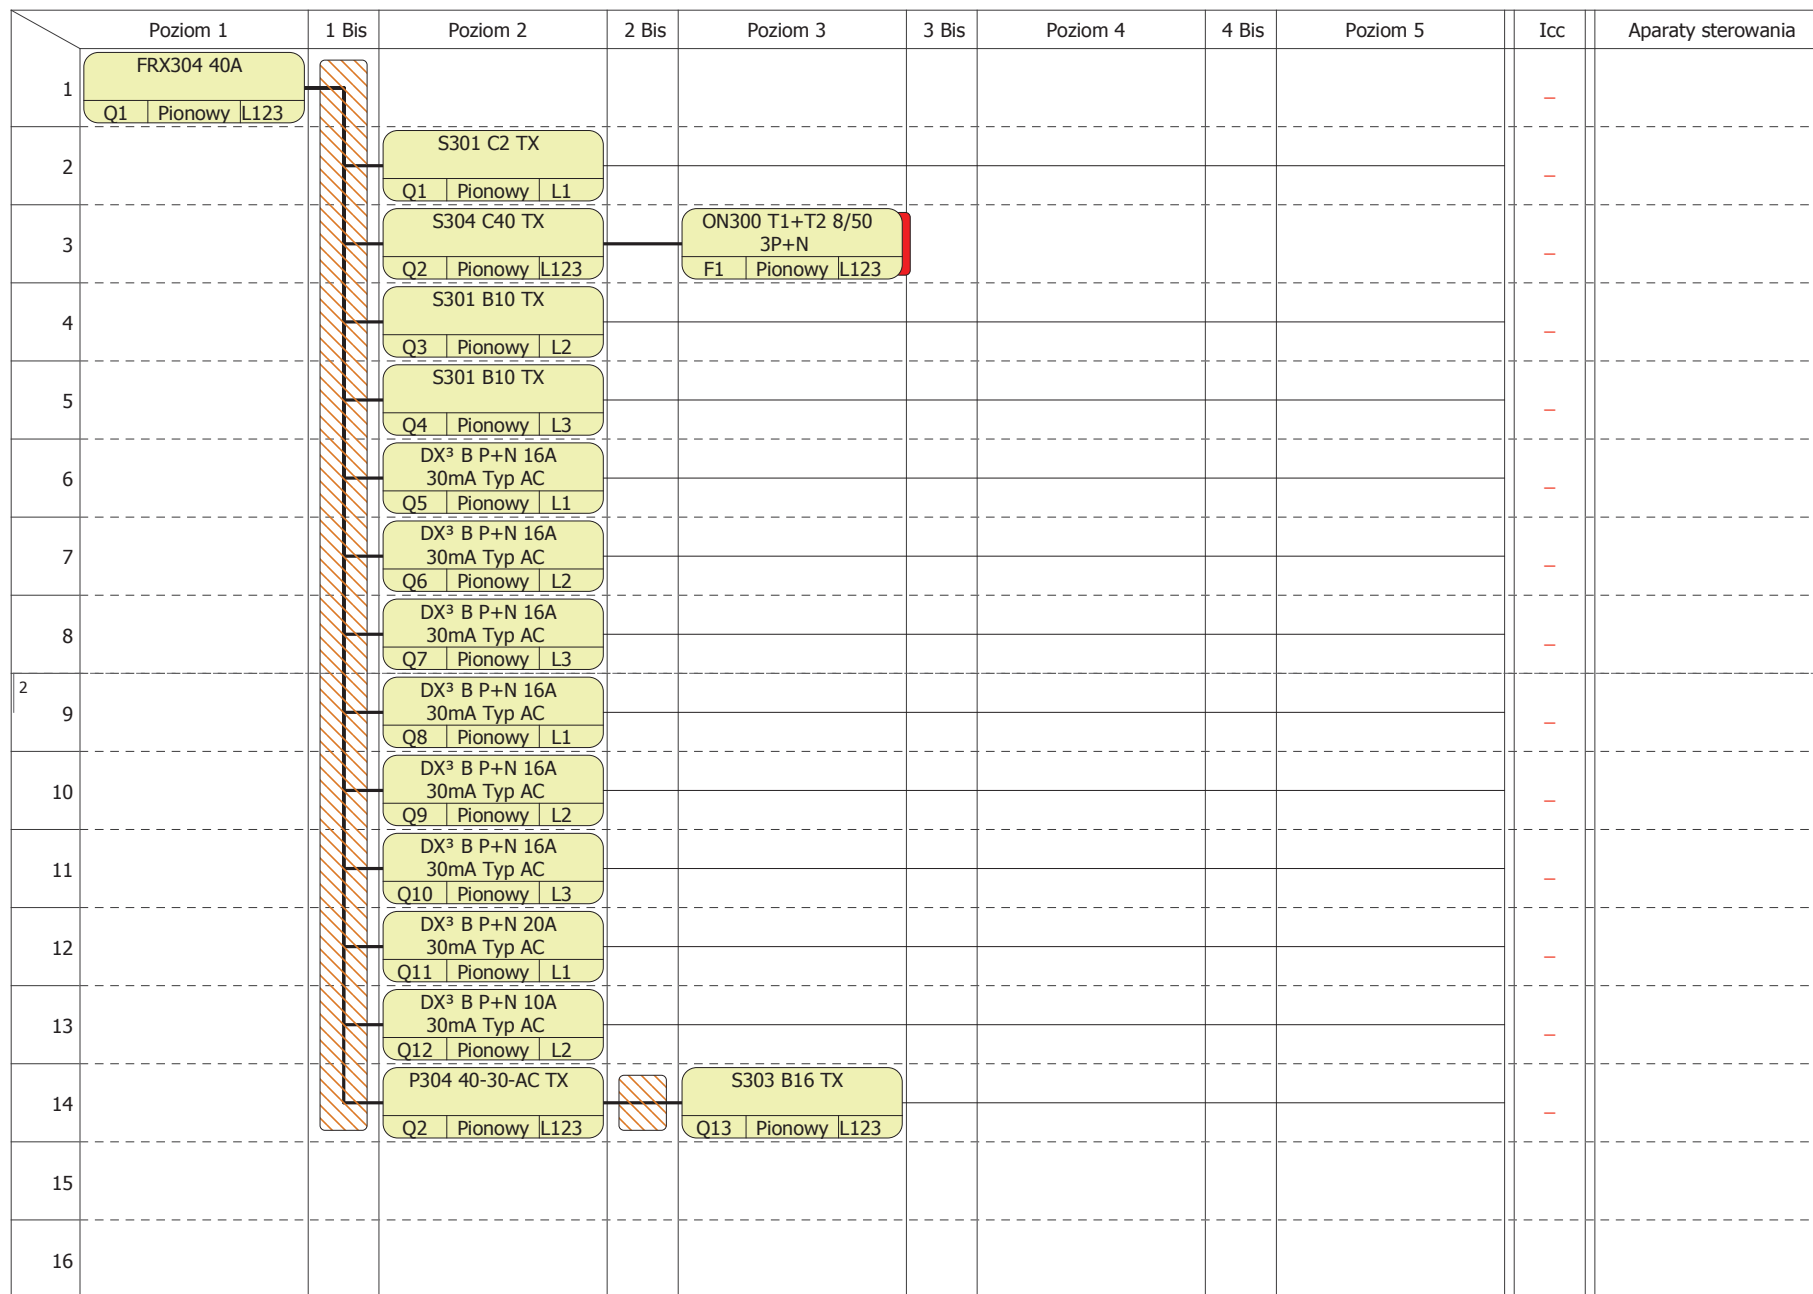 Poziom 1 1 Bis Poziom 2 2 Bis Poziom 3 3 Bis Poziom 4 4 Bis Poziom 5 Icc Aparaty sterowania
1 FRX304 40A
Q1 Pionowy L123 –
2 S301 C2 TX
Q1 Pionowy L1 –
3 S304 C40 TX ON300 T1+T2 8/50
3P+N
Q2 Pionowy L123 F1 Pionowy L123 –
4 S301 B10 TX
Q3 Pionowy L2 –
5 S301 B10 TX
Q4 Pionowy L3 –
6 DX³ B P+N 16A
30mA Typ AC
Q5 Pionowy L1 –
7 DX³ B P+N 16A
30mA Typ AC
Q6 Pionowy L2 –
8 DX³ B P+N 16A
30mA Typ AC
Q7 Pionowy L3 –
2
9 DX³ B P+N 16A
30mA Typ AC
Q8 Pionowy L1 –
10 DX³ B P+N 16A
30mA Typ AC
Q9 Pionowy L2 –
11 DX³ B P+N 16A
30mA Typ AC
Q10 Pionowy L3 –
12 DX³ B P+N 20A
30mA Typ AC
Q11 Pionowy L1 –
13 DX³ B P+N 10A
30mA Typ AC
Q12 Pionowy L2 –
14 P304 40-30-AC TX S303 B16 TX
Q2 Pionowy L123 Q13 Pionowy L123 –
15
16